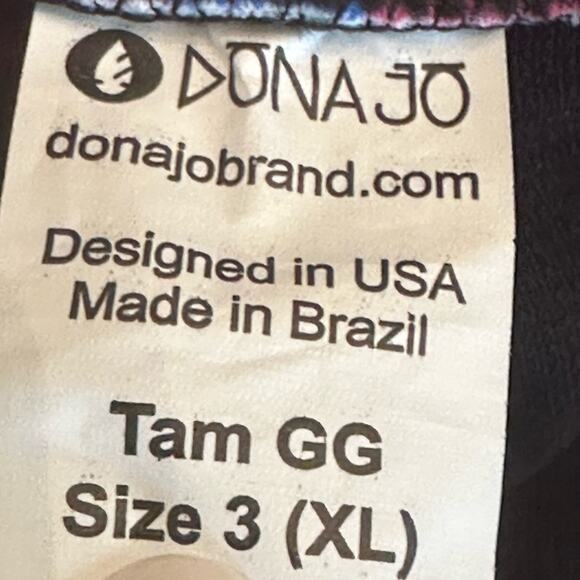 DONA JO
donajobrand.com
Designed in USA
Made in Brazil
Tam GG
Size 3 (XL)